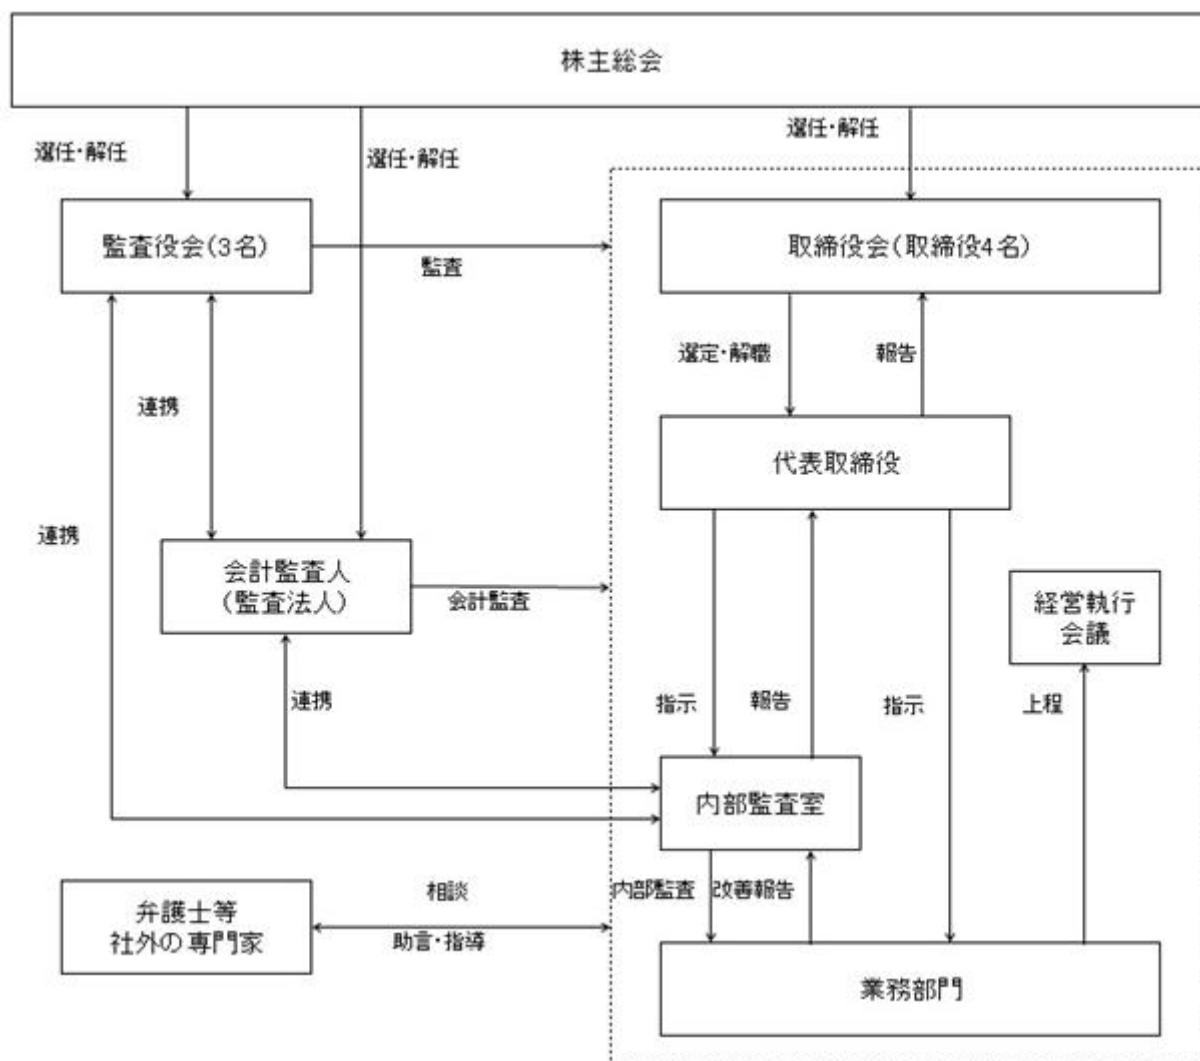 株主総会
選任・解任
選任・解任
選任・解任
監査役会(3名)
監査
取締役会(取締役4名)
選定・解職
報告
連携
代表取締役
連携
会計監査人
(監査法人)
会計監査
経営執行
会議
連携
指示
報告
指示
上程
内部監査室
弁護士等
社外の専門家
相談
助言・指導
内部監査
改善報告
業務部門